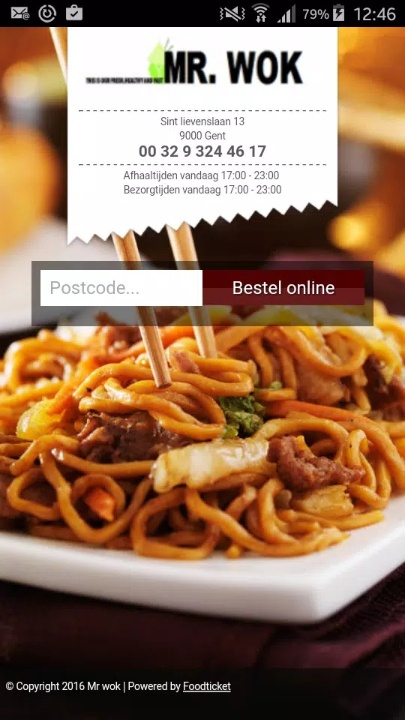 79% 12:46
THIS IS OUR FRESH, HEALTHY AND FAST MR. WOK
Sint lievenslaan 13
9000 Gent
00 32 9 324 46 17
Afhaaltijden vandaag 17:00 - 23:00
Bezorgtijden vandaag 17:00 - 23:00
Postcode... Bestel online
© Copyright 2016 Mr wok | Powered by Foodticket